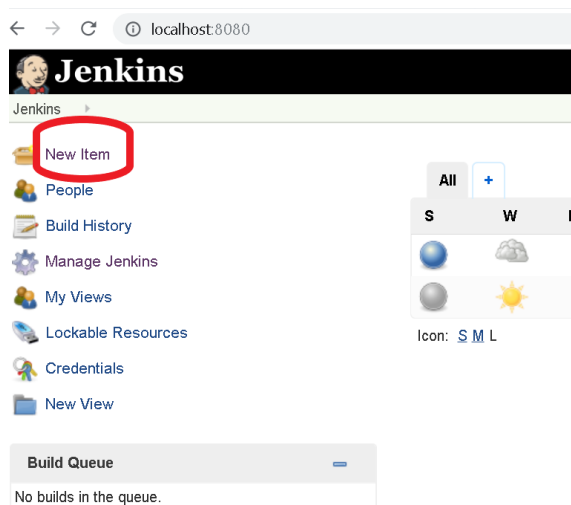 localhost:8080
Jenkins
Jenkins
New Item
People
Build History
Manage Jenkins
My Views
Lockable Resources
Credentials
New View
Build Queue
No builds in the queue.
All +
S W
Icon: S M L